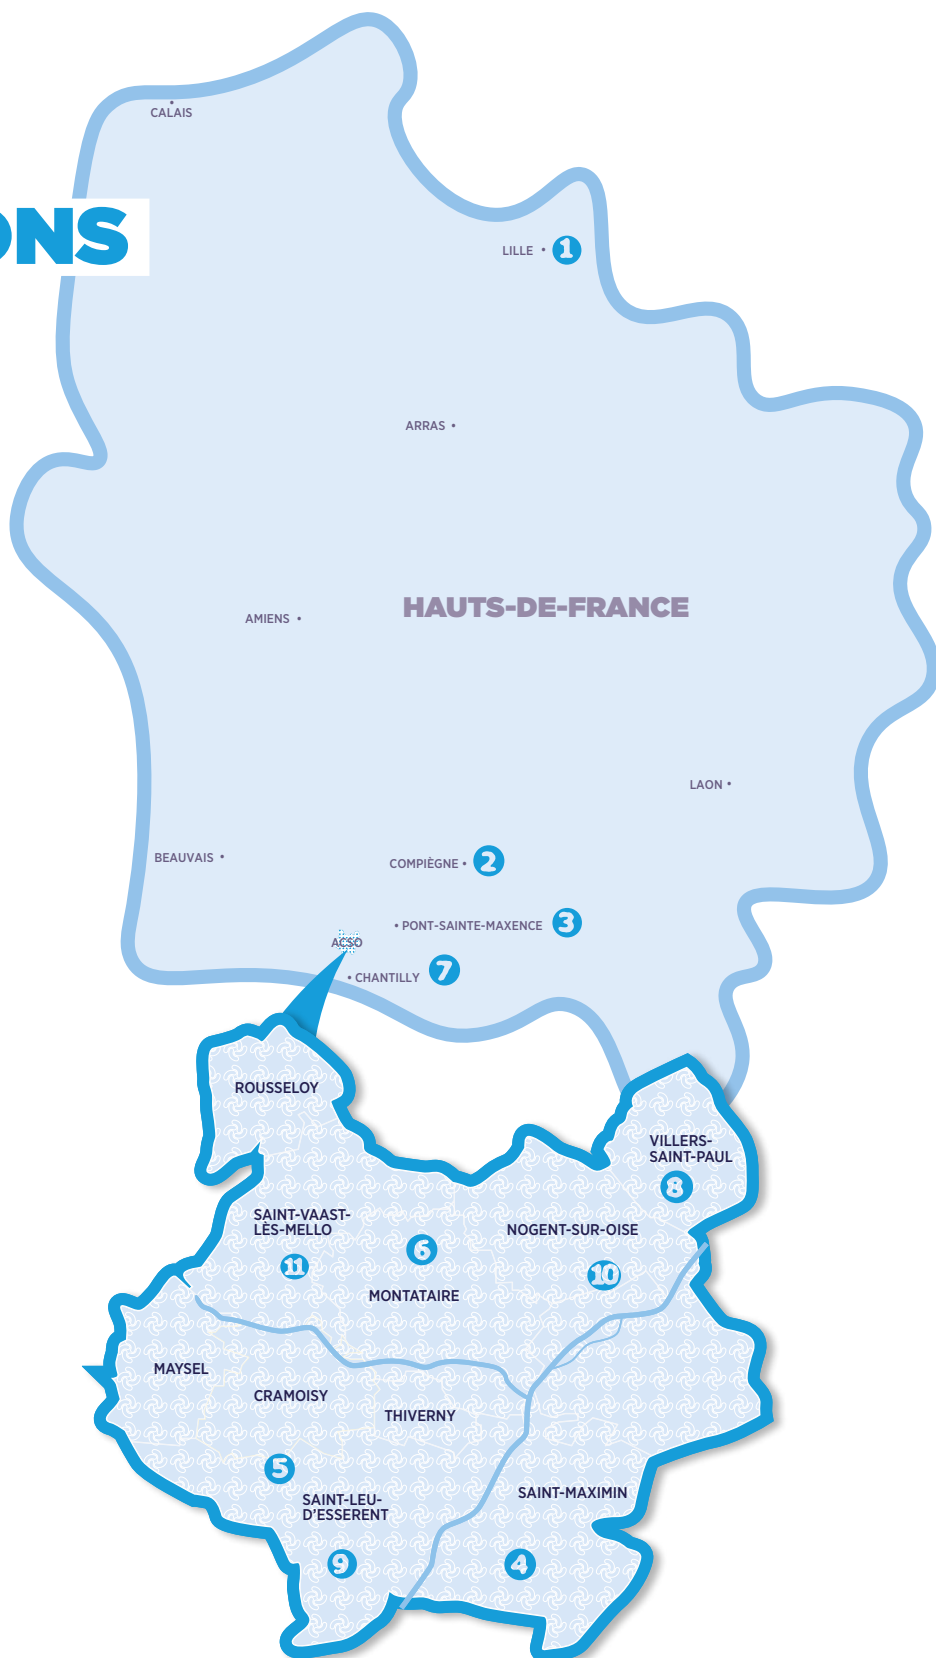 CALAIS
ONS
LILLE
1
ARRAS
AMIENS
HAUTS-DE-FRANCE
LAON
BEAUVAIS
COMPIÈGNE
2
PONT-SAINTE-MAXENCE
3
ACSO
CHANTILLY
7
ROUSSELOY
VILLERS-
SAINT-PAUL
8
SAINT-VAAST-
LÈS-MELLO
11
6
MONTATAIRE
NOGENT-SUR-OISE
10
MAYSEL
CRAMOISY
THIVERNY
5
SAINT-LEU-
D'ESSERENT
9
SAINT-MAXIMIN
4